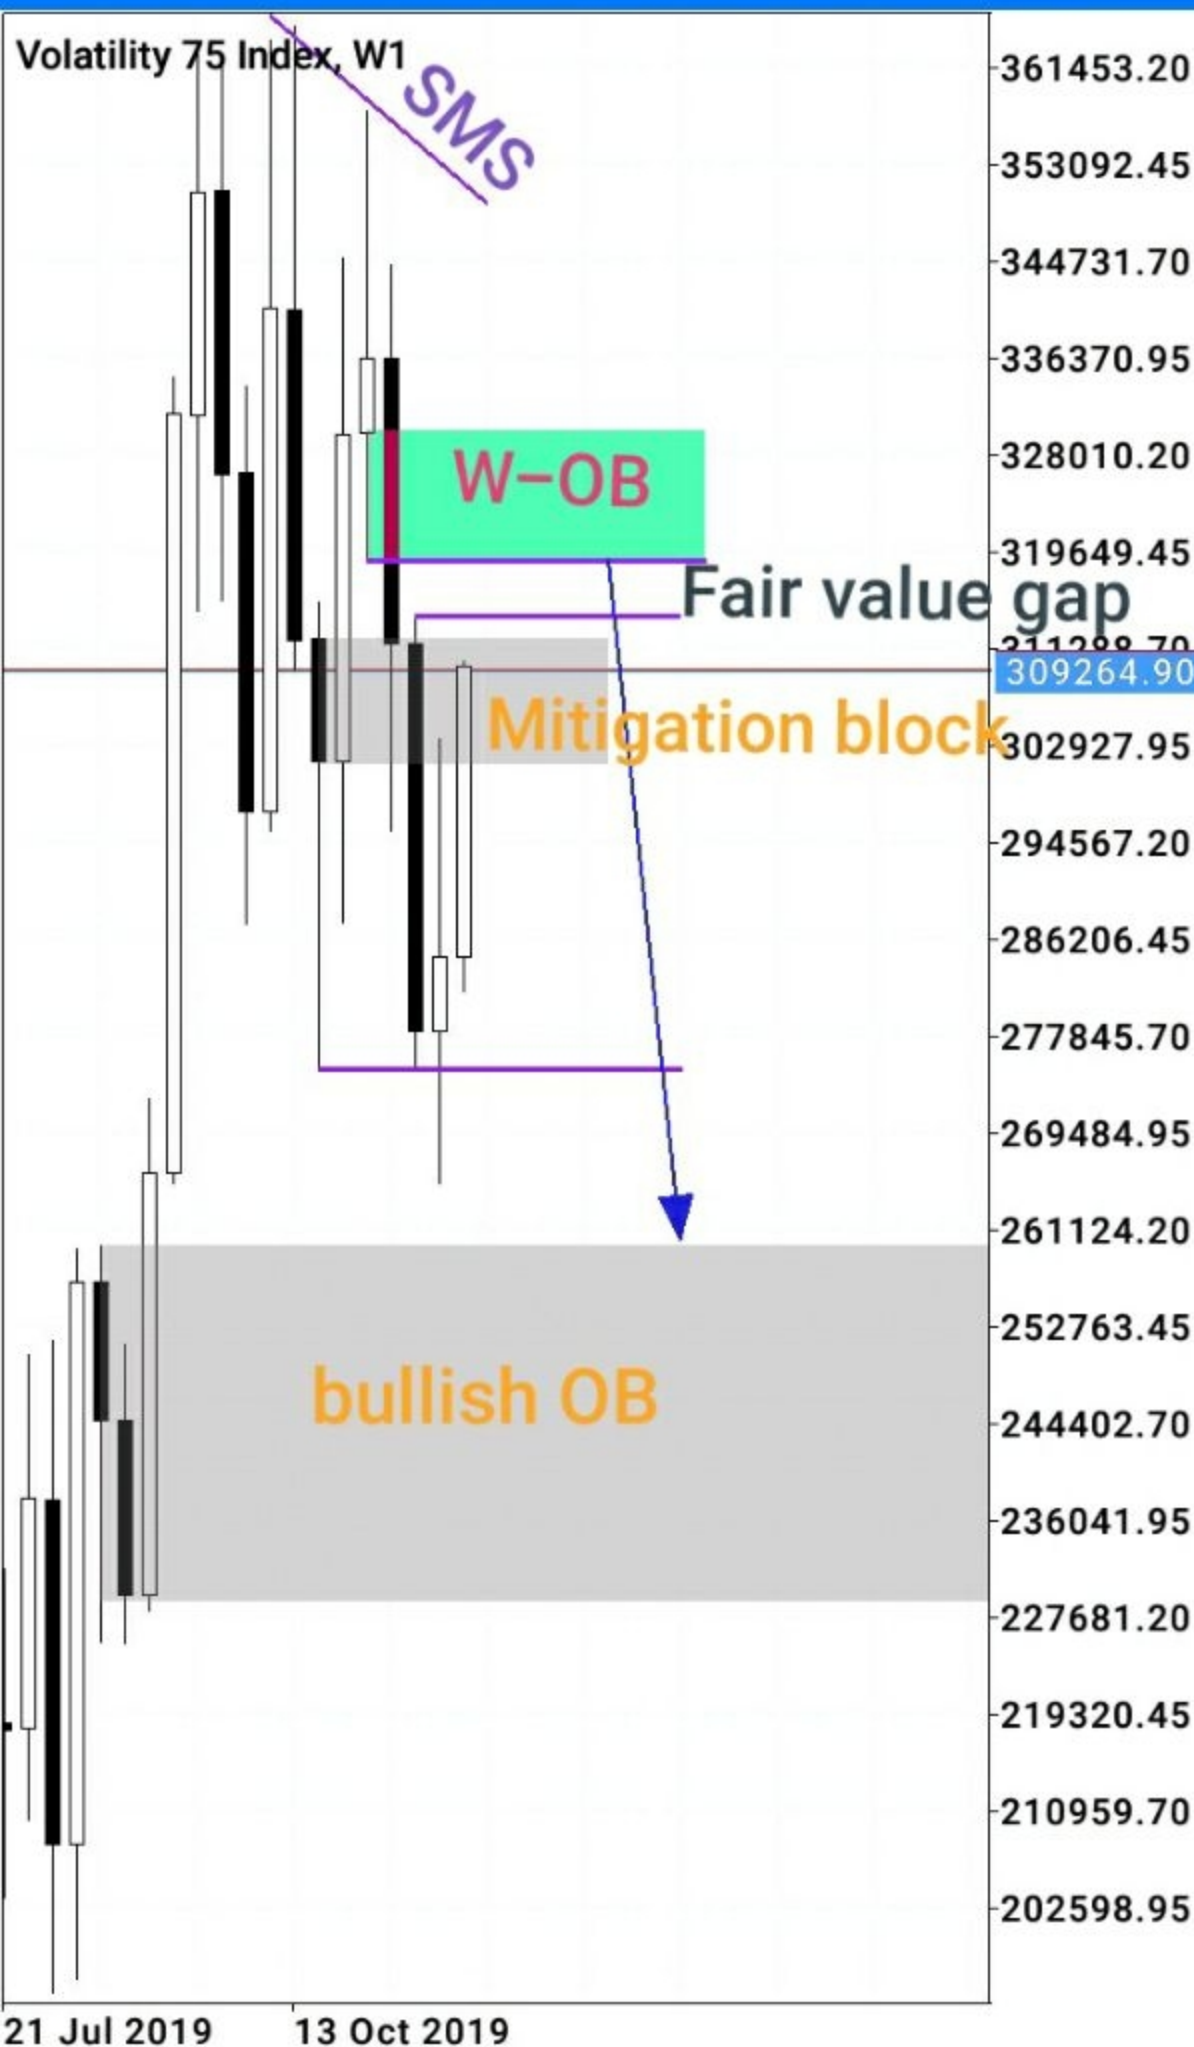 Volatility 75 Index, W1
SMS
361453.20
353092.45
344731.70
336370.95
W-OB
328010.20
319649.45
Fair value gap
311288.70
309264.90
Mitigation block
302927.95
294567.20
286206.45
277845.70
269484.95
261124.20
252763.45
bullish OB
244402.70
236041.95
227681.20
219320.45
210959.70
202598.95
21 Jul 2019
13 Oct 2019